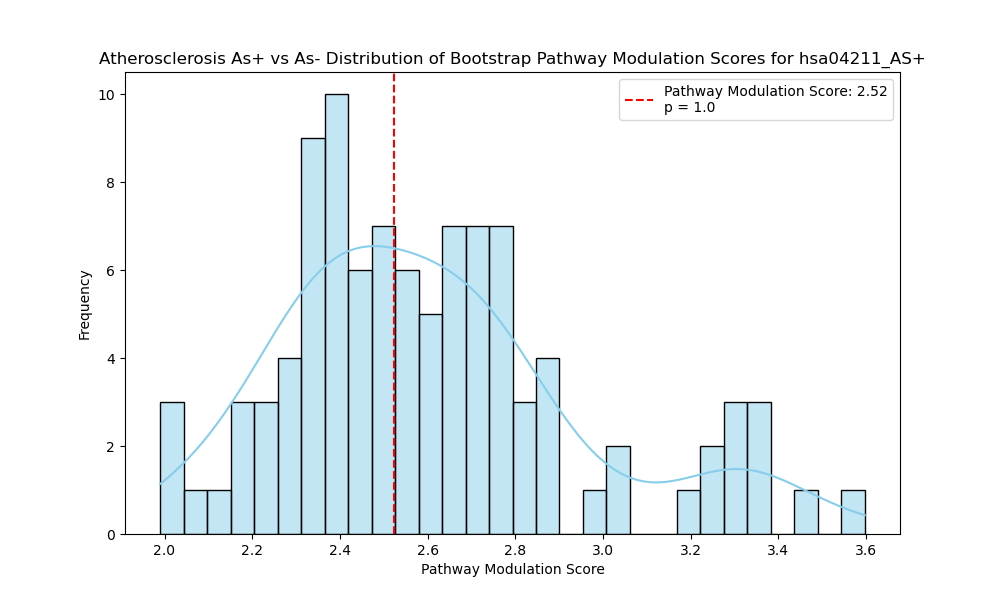 Atherosclerosis As+ vs As- Distribution of Bootstrap Pathway Modulation Scores for hsa04211_AS+
Pathway Modulation Score: 2.52
p = 1.0
Frequency
10
8
6
4
2
0
2.0 2.2 2.4 2.6 2.8 3.0 3.2 3.4 3.6
Pathway Modulation Score